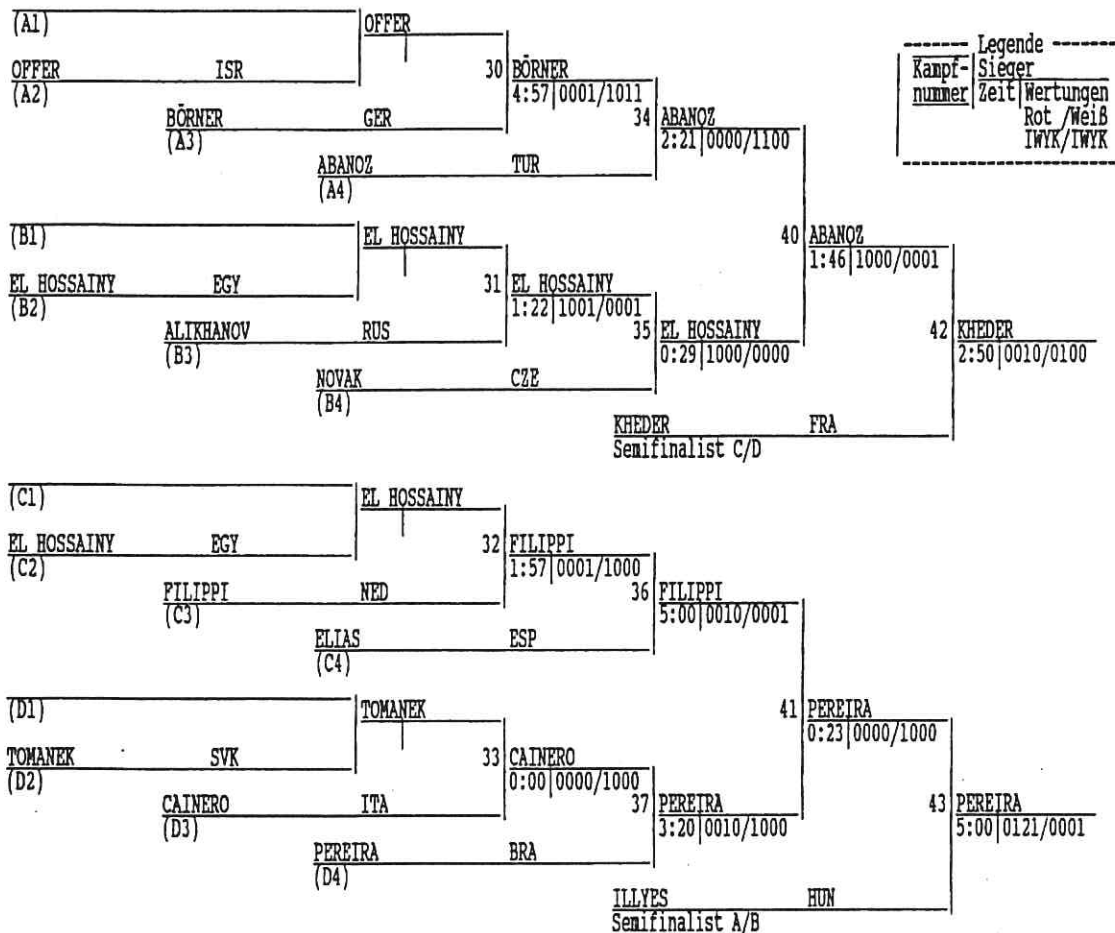 (A1)
OFFER
OFFER ISR
(A2)
30 BÖRNER
4:57|0001/1011
BÖRNER GER
(A3)
34 ABANOZ
2:21|0000/1100
ABANOZ TUR
(A4)
(B1)
EL HOSSAINY
40 ABANOZ
1:46|1000/0001
EL HOSSAINY EGY
(B2)
31 EL HOSSAINY
1:22|1001/0001
ALIKHANOV RUS
(B3)
35 EL HOSSAINY
0:29|1000/0000
NOVAK CZE
(B4)
42 KHEDER
2:50|0010/0100
KHEDER FRA
Semifinalist C/D
(C1)
EL HOSSAINY
EL HOSSAINY EGY
(C2)
32 FILIPPI
1:57|0001/1000
FILIPPI NED
(C3)
36 FILIPPI
5:00|0010/0001
ELIAS ESP
(C4)
(D1)
TOMANEK
41 PEREIRA
0:23|0000/1000
TOMANEK SVK
(D2)
33 CAINERO
0:00|0000/1000
CAINERO ITA
(D3)
37 PEREIRA
3:20|0010/1000
PEREIRA BRA
(D4)
43 PEREIRA
5:00|0121/0001
ILLYES HUN
Semifinalist A/B
------ Legende ------
Kampf- Sieger
nummer Zeit|Wertungen
Rot /Weiß
IWYK/IWYK